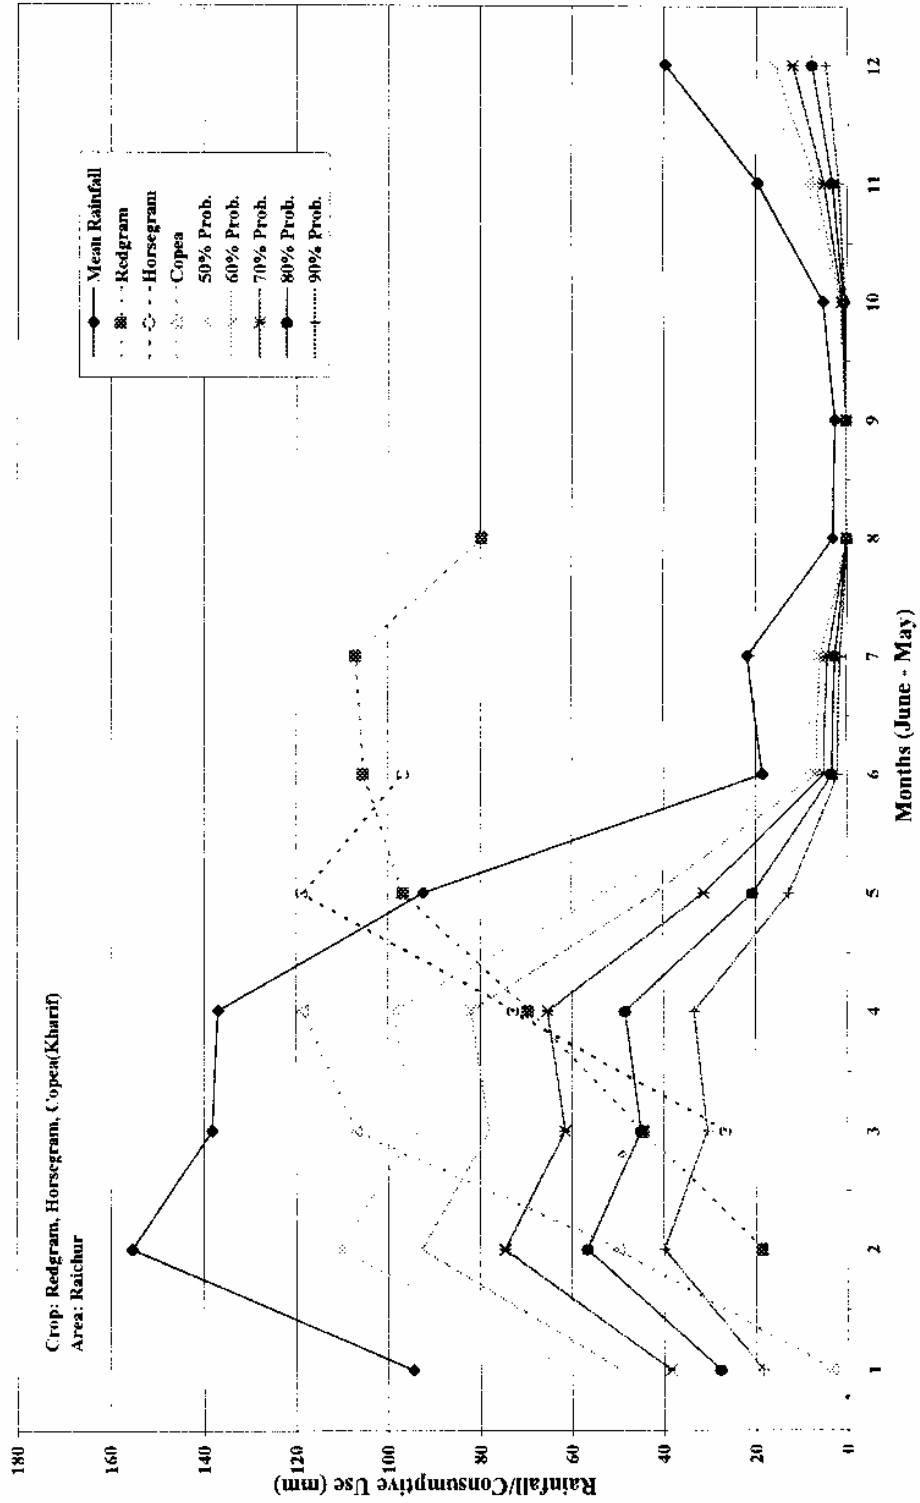 Crop: Redgram, Horsegram, Copea(Kharif)
Area: Raichur
Mean Rainfall
Redgram
Horsegram
Copea
50% Prob.
60% Prob.
70% Prob.
80% Prob.
90% Prob.
Rainfall/Consumptive Use (mm)
180
160
140
120
100
80
60
40
20
0
1
2
3
4
5
6
7
8
9
10
11
12
Months (June - May)